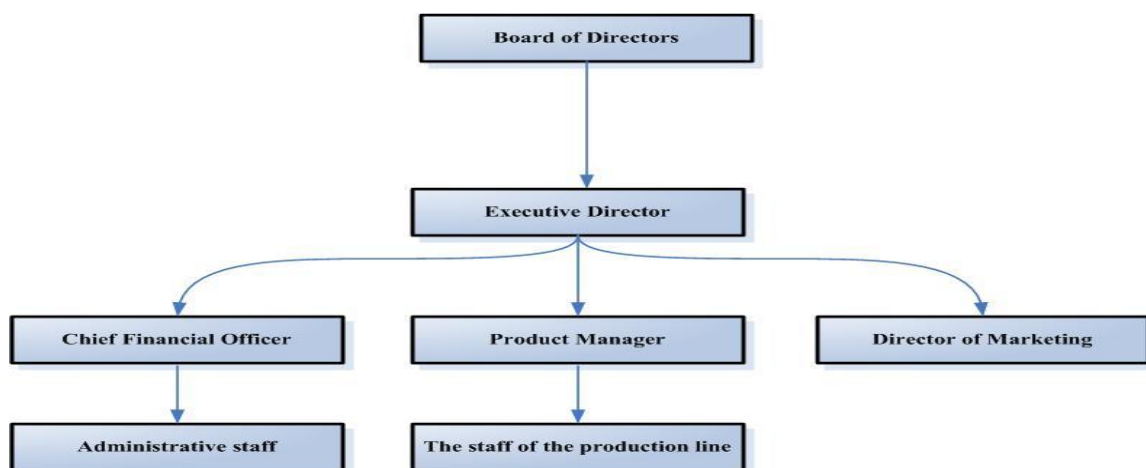 Board of Directors
Executive Director
Chief Financial Officer
Product Manager
Director of Marketing
Administrative staff
The staff of the production line